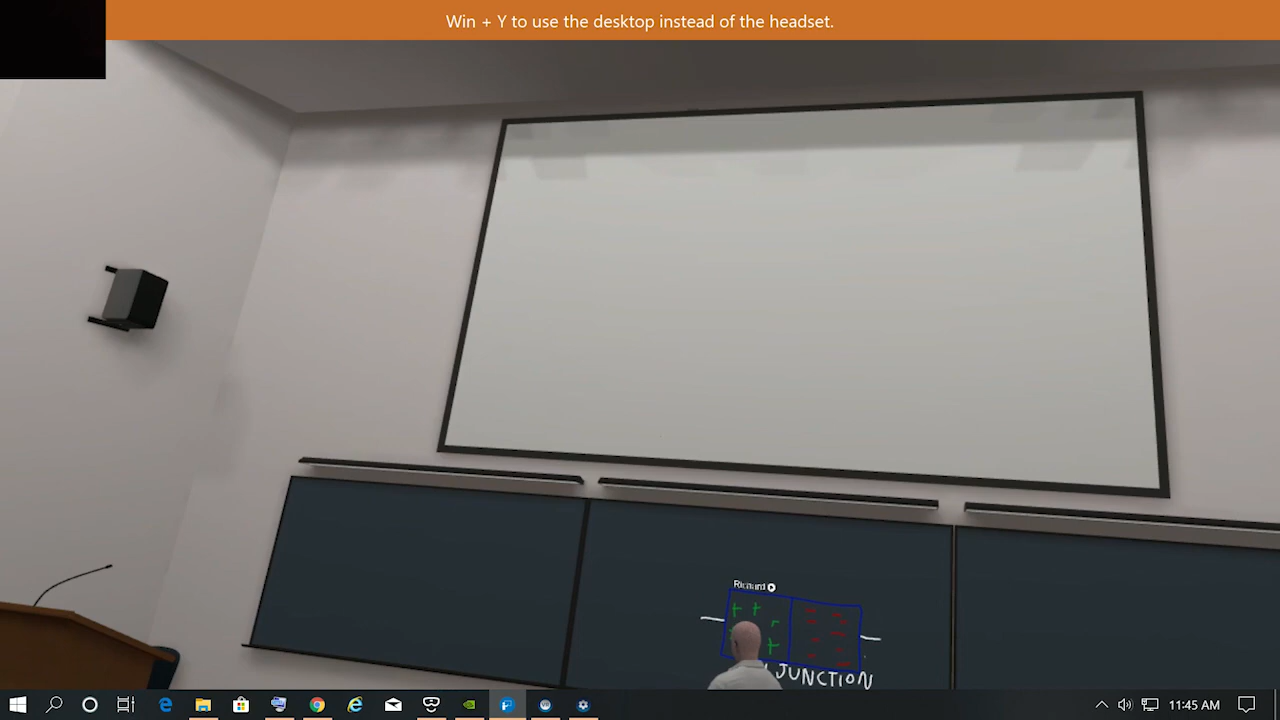 Win + Y to use the desktop instead of the headset.
Richard
JUNCTION
11:45 AM